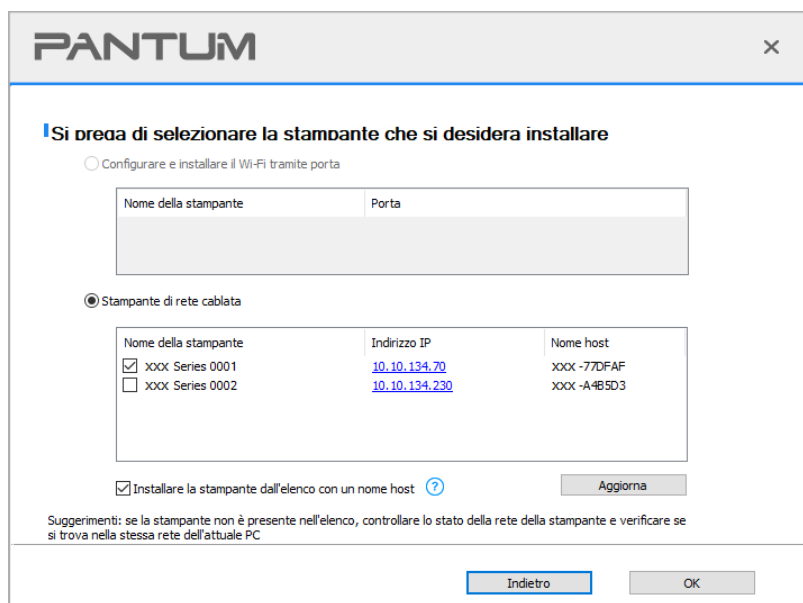 PANTUM
Si prega di selezionare la stampante che si desidera installare
Configurare e installare il Wi-Fi tramite porta
Nome della stampante Porta
Stampante di rete cablata
Nome della stampante Indirizzo IP Nome host
XXX Series 0001 10.10.134.70 XXX -77DFAF
XXX Series 0002 10.10.134.230 XXX -A4B5D3
Installare la stampante dall'elenco con un nome host ?
Aggiorna
Suggerimenti: se la stampante non è presente nell'elenco, controllare lo stato della rete della stampante e verificare se
si trova nella stessa rete dell'attuale PC
Indietro OK